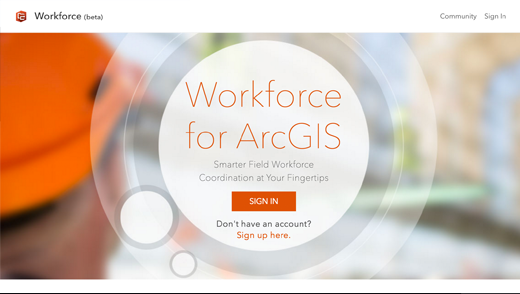 Workforce (beta)
Community Sign In
Workforce
for ArcGIS
Smarter Field Workforce
Coordination at Your Fingertips
SIGN IN
Don't have an account?
Sign up here.